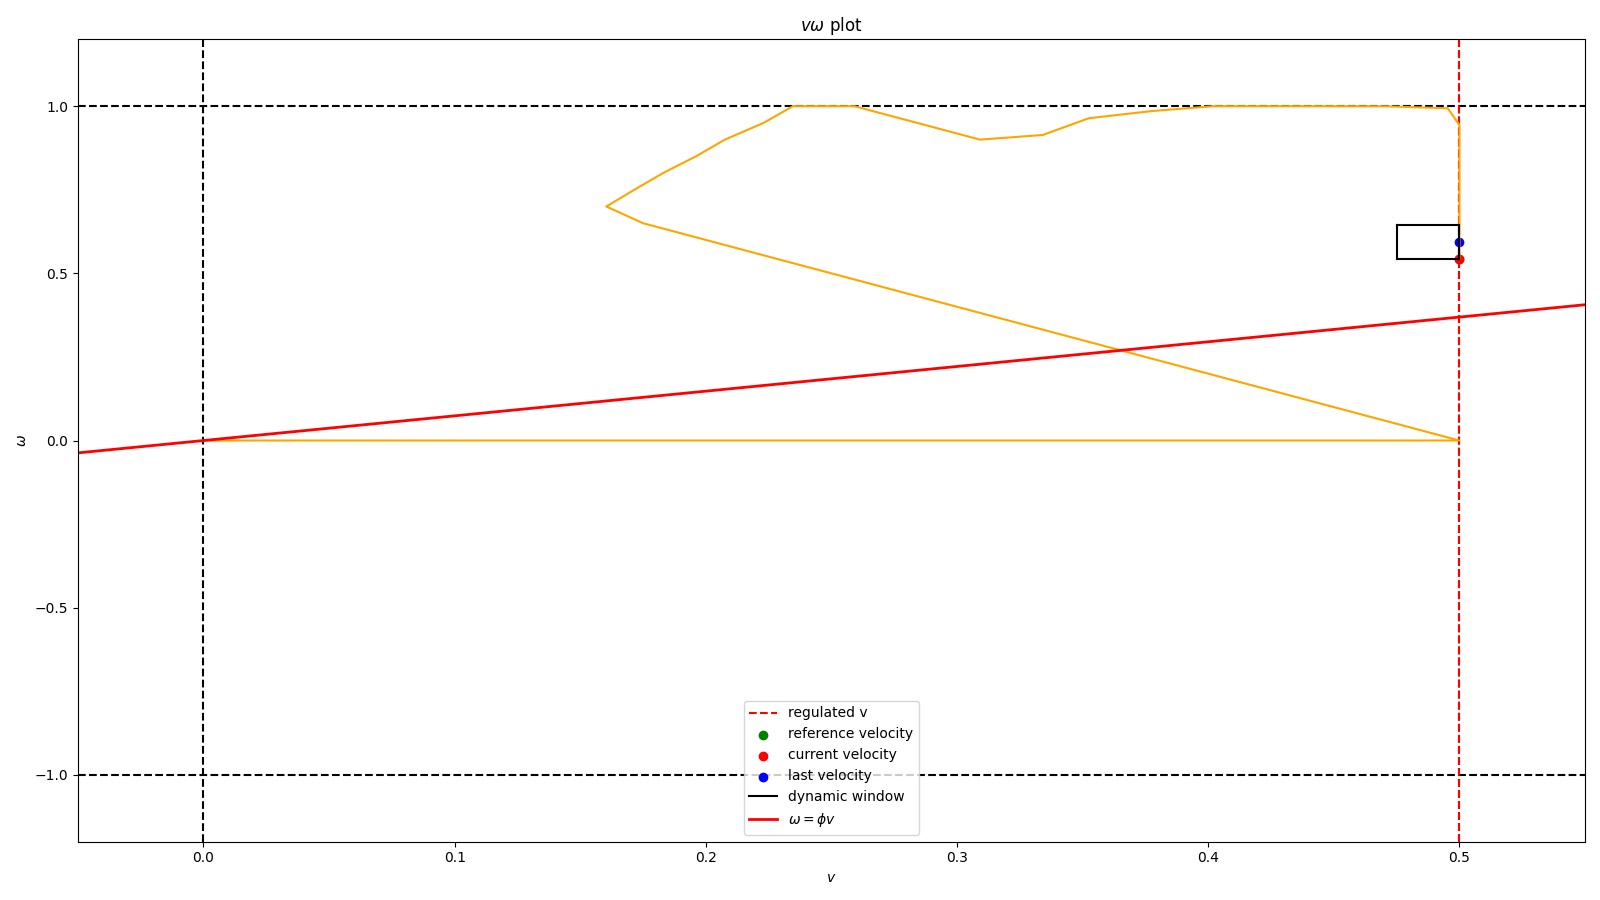 vω plot
1.0
0.5
0.0
−0.5
−1.0
ω
0.0 0.1 0.2 0.3 0.4 0.5
v
regulated v
reference velocity
current velocity
last velocity
dynamic window
ω = ϕv